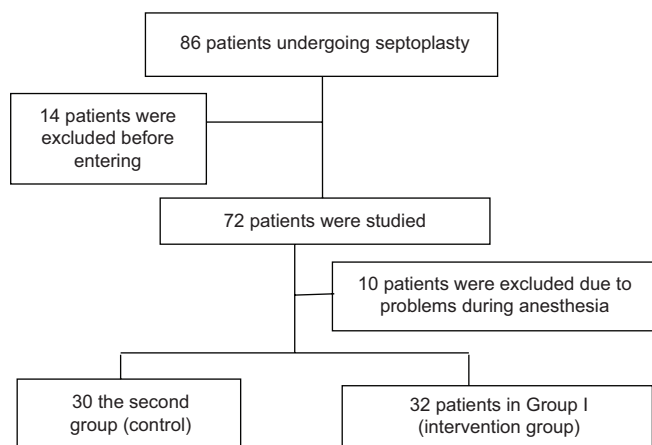 86 patients undergoing septoplasty
14 patients were
excluded before
entering
72 patients were studied
10 patients were excluded due to
problems during anesthesia
30 the second
group (control)
32 patients in Group I
(intervention group)